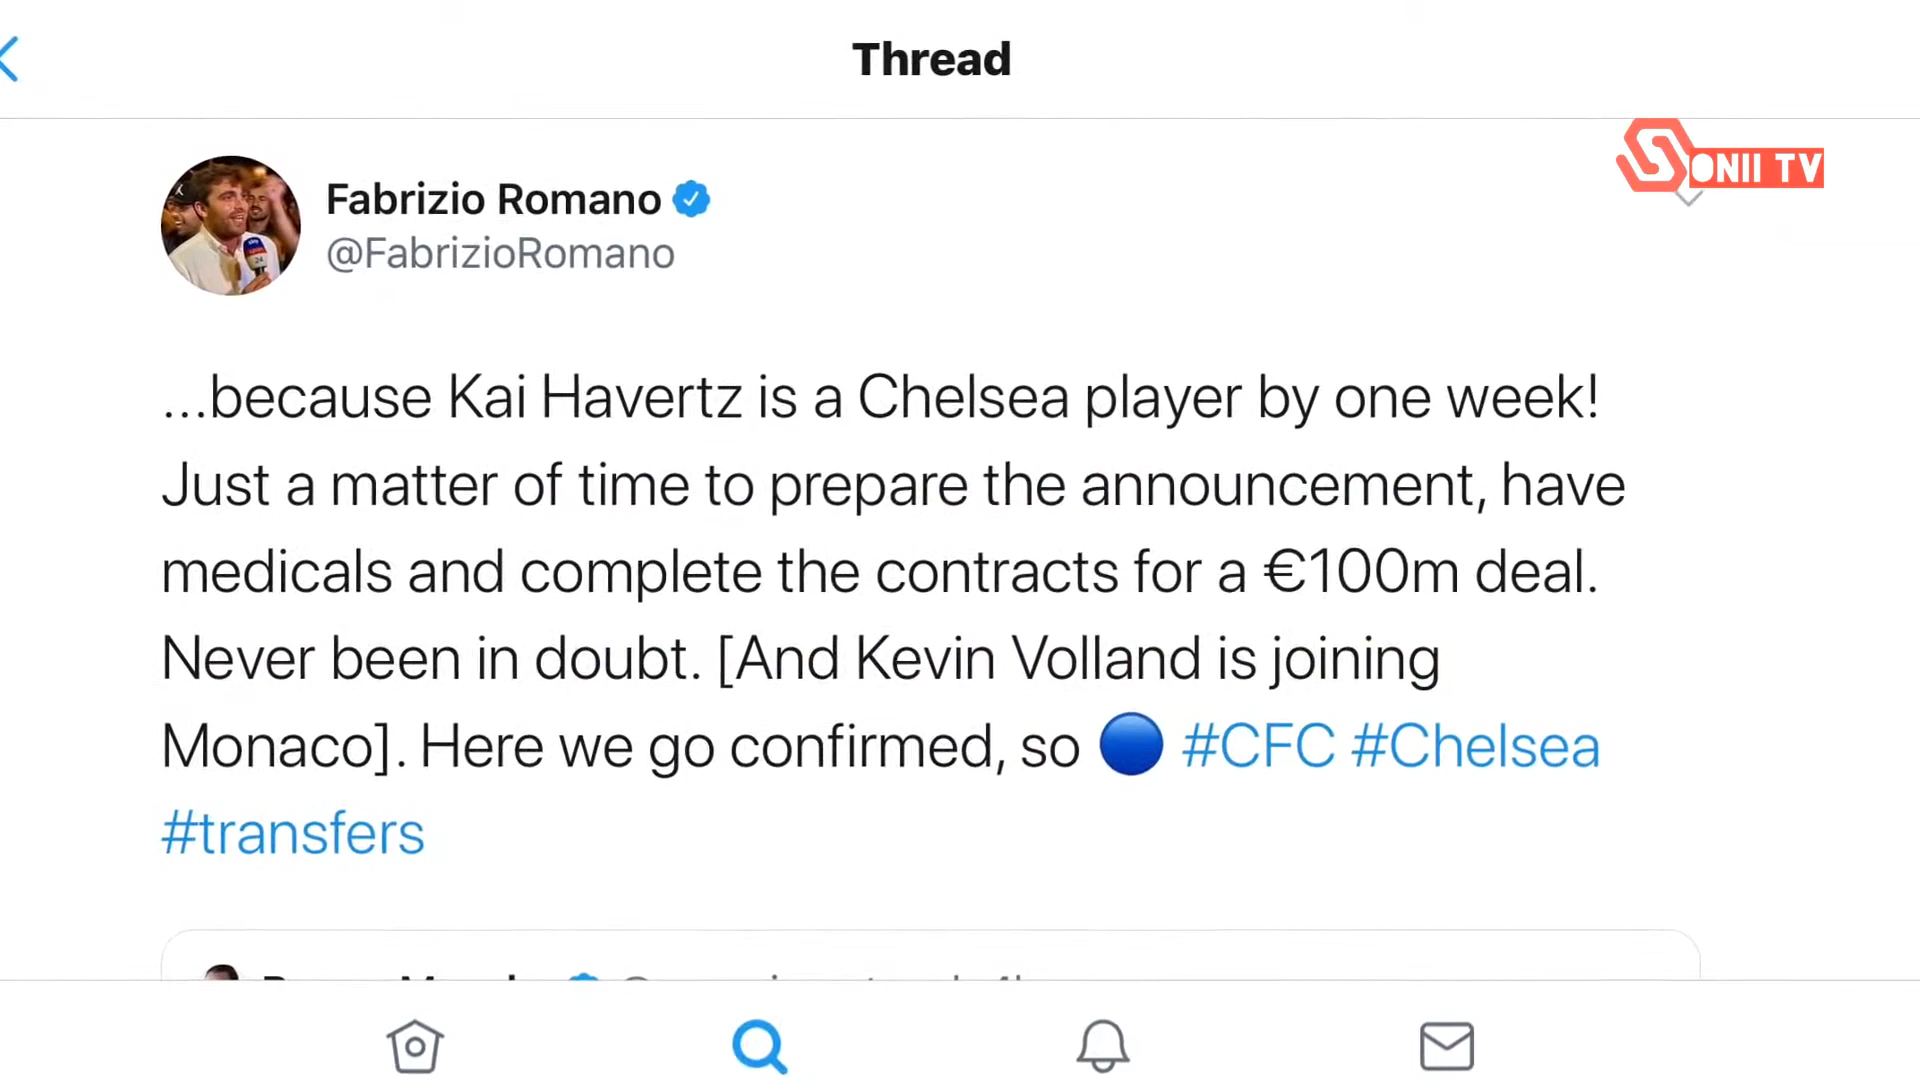 Thread
SONII TV
Fabrizio Romano
@FabrizioRomano
...because Kai Havertz is a Chelsea player by one week!
Just a matter of time to prepare the announcement, have
medicals and complete the contracts for a €100m deal.
Never been in doubt. [And Kevin Volland is joining
Monaco]. Here we go confirmed, so 🔵 #CFC #Chelsea
#transfers